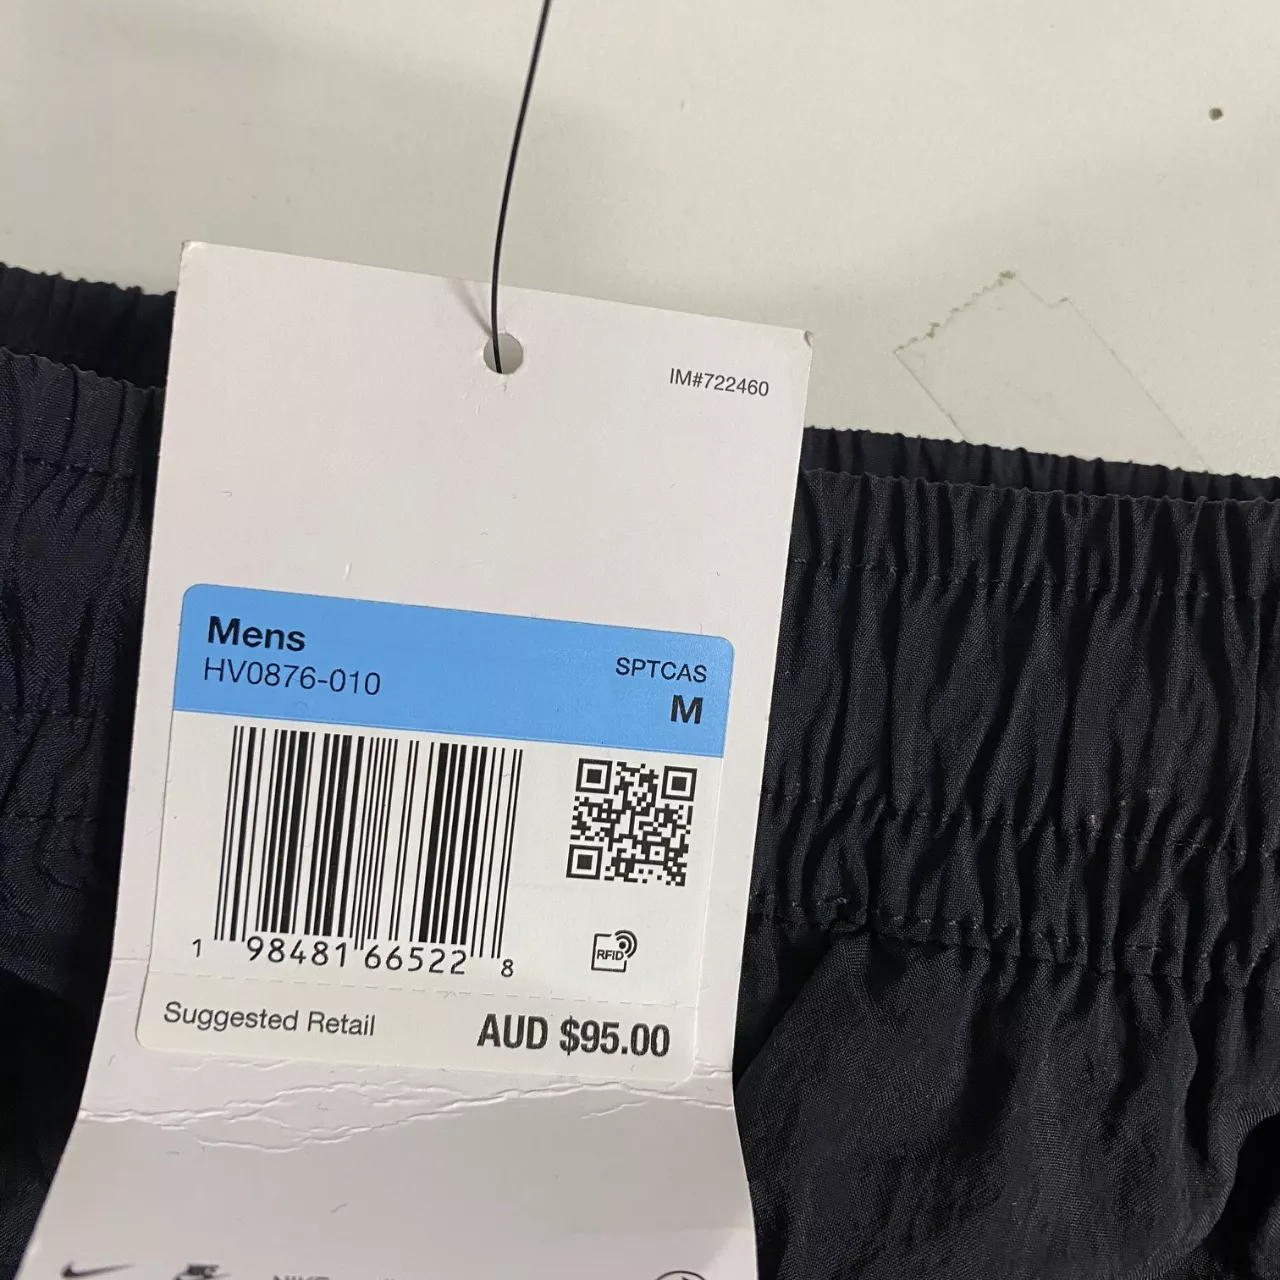 IM#722460
Mens
HV0876-010
SPTCAS
M
1 98481 66522 8
RFID
Suggested Retail
AUD $95.00